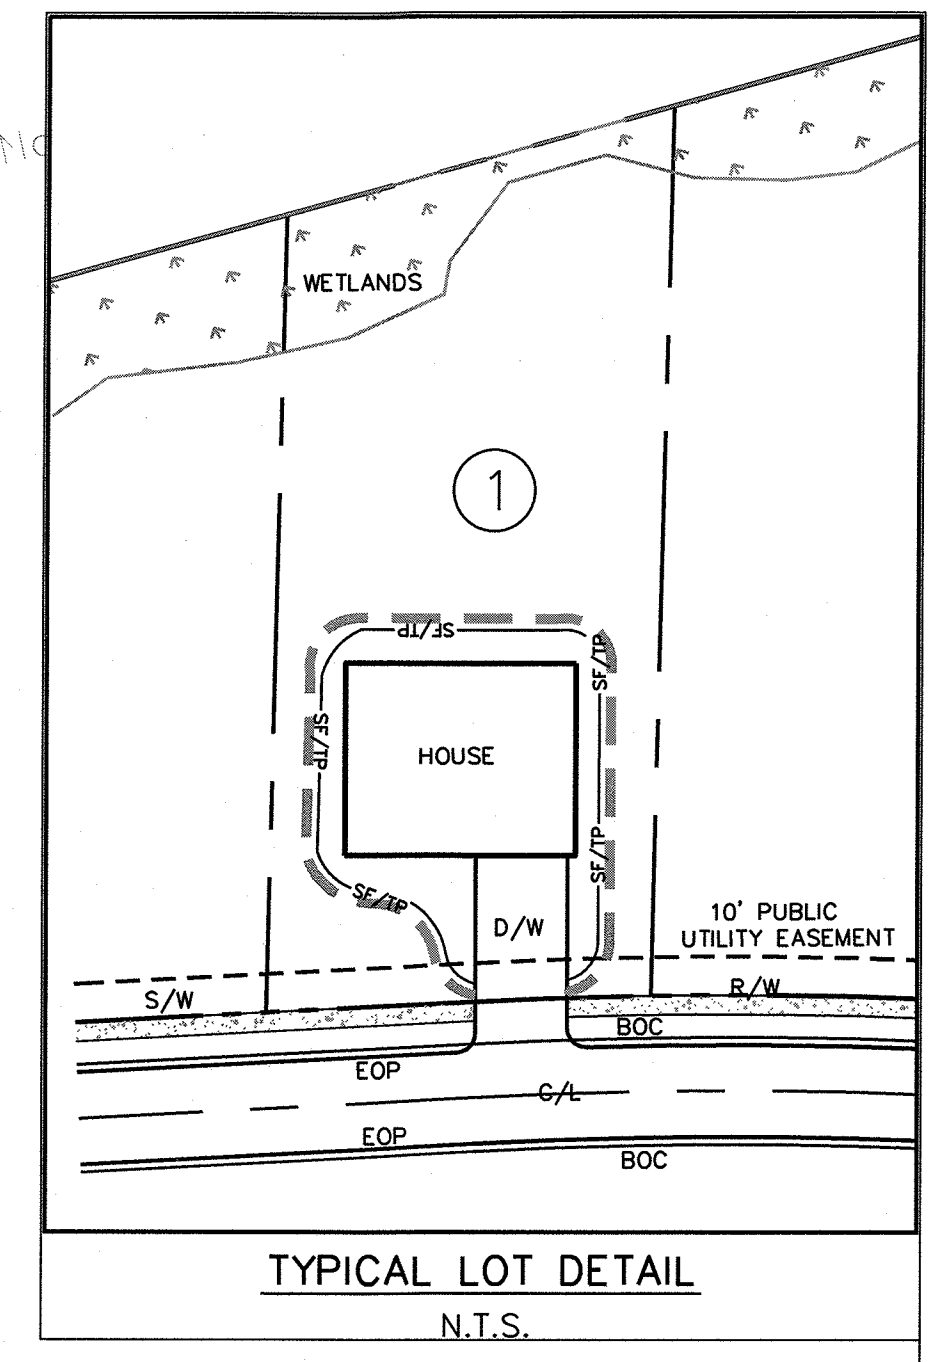 WETLANDS
1
SF/TP
SF/TP
SF/TP
HOUSE
SF/TP
SF/TP
D/W
10' PUBLIC
UTILITY EASEMENT
S/W
R/W
BOC
EOP
C/L
EOP
BOC
TYPICAL LOT DETAIL
N.T.S.